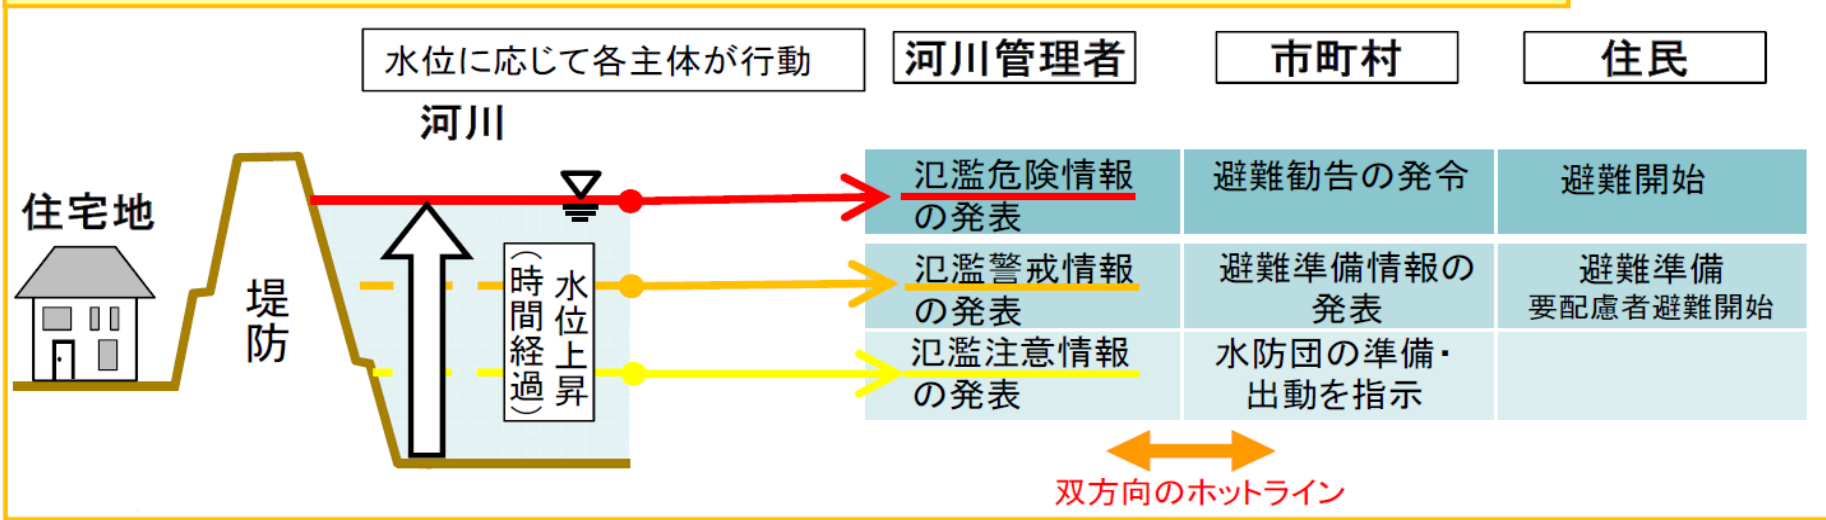 水位に応じて各主体が行動
河川管理者
市町村
住民
河川
住宅地
堤防
水位上昇
(時間経過)
氾濫危険情報
の発表
避難勧告の発令
避難開始
氾濫警戒情報
の発表
避難準備情報の
発表
避難準備
要配慮者避難開始
氾濫注意情報
の発表
水防団の準備・
出動を指示
双方向のホットライン